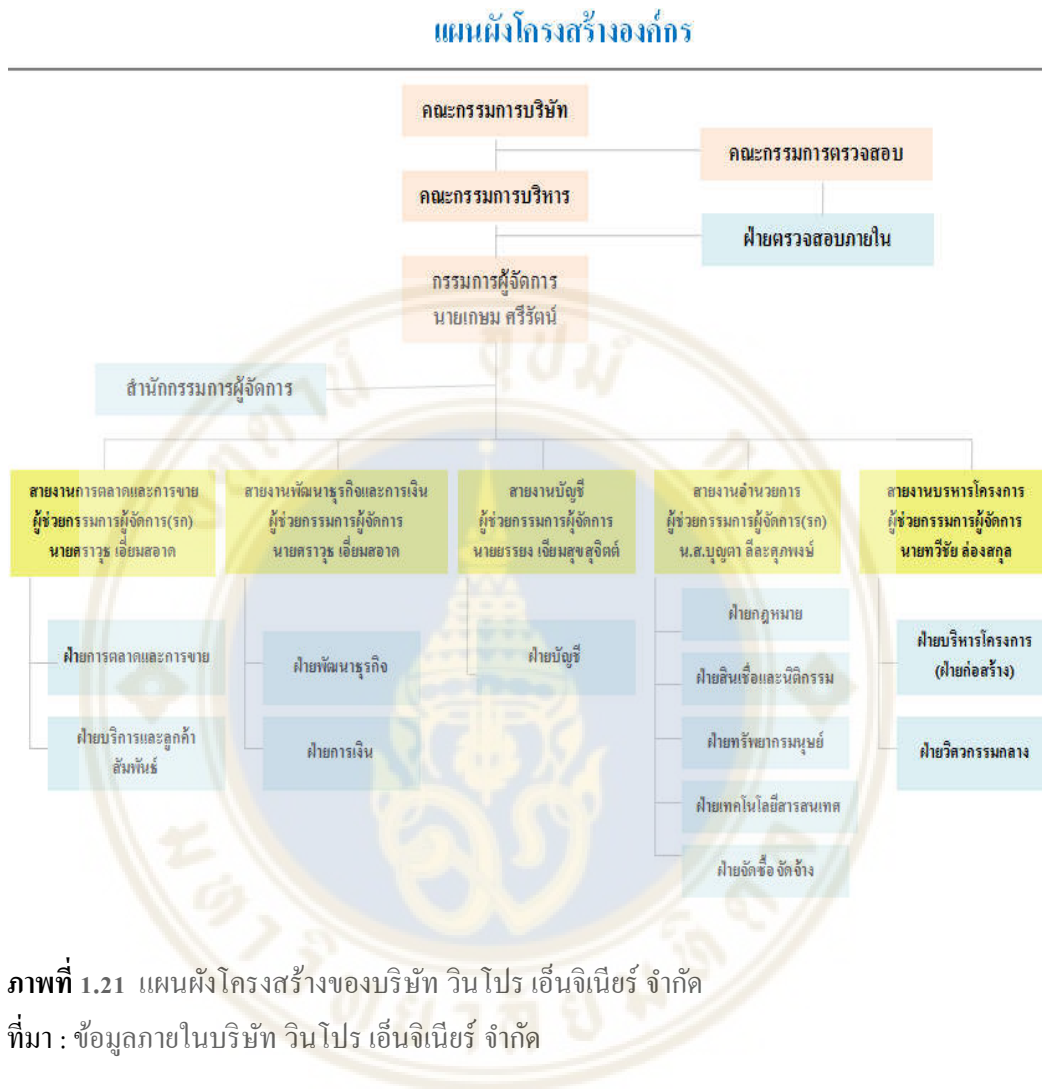 แผนผังโครงสร้างองค์กร
คณะกรรมการบริษัท
คณะกรรมการตรวจสอบ
คณะกรรมการบริหาร
ฝ่ายตรวจสอบภายใน
กรรมการผู้จัดการ
นายเกษม ศรีรัตน์
สำนักกรรมการผู้จัดการ
สายงานการตลาดและการขาย
ผู้ช่วยกรรมการผู้จัดการ(รก)
นายศราวุธ เอี่ยมสอาด
สายงานพัฒนาธุรกิจและการเงิน
ผู้ช่วยกรรมการผู้จัดการ
นายศราวุธ เอี่ยมสอาด
สายงานบัญชี
ผู้ช่วยกรรมการผู้จัดการ
นายยรรยง เจียมสุขสุจิตต์
สายงานอำนวยการ
ผู้ช่วยกรรมการผู้จัดการ(รก)
น.ส.บุญตา ลีละศุภพงษ์
สายงานบรหารโครงการ
ผู้ช่วยกรรมการผู้จัดการ
นายทวีชัย ล่องสกุล
ฝ่ายการตลาดและการขาย
ฝ่ายบริการและลูกค้า
สัมพันธ์
ฝ่ายพัฒนาธุรกิจ
ฝ่ายการเงิน
ฝ่ายบัญชี
ฝ่ายกฎหมาย
ฝ่ายสินเชื่อและนิติกรรม
ฝ่ายทรัพยากรมนุษย์
ฝ่ายเทคโนโลยีสารสนเทศ
ฝ่ายจัดซื้อ จัดจ้าง
ฝ่ายบริหารโครงการ
(ฝ่ายก่อสร้าง)
ฝ่ายวิศวกรรมกลาง
ภาพที่ 1.21 แผนผังโครงสร้างของบริษัท วินโปร เอ็นจิเนียร์ จำกัด
ที่มา : ข้อมูลภายในบริษัท วินโปร เอ็นจิเนียร์ จำกัด
อตฺตานํ อุปมํ กเร
มหาวิทยาลัยมหิดล